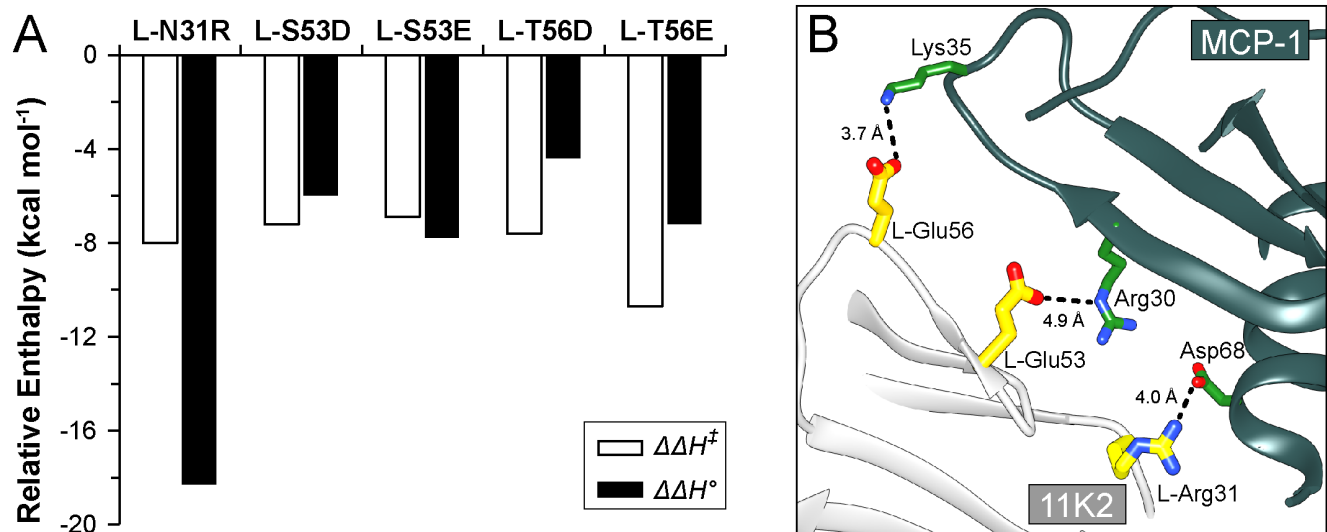 A
L-N31R L-S53D L-S53E L-T56D L-T56E
0
-4
-8
-12
-16
-20
Relative Enthalpy (kcal mol⁻¹)
ΔΔH‡
ΔΔH°
B
MCP-1
Lys35
3.7 Å
L-Glu56
Arg30
4.9 Å
L-Glu53
Asp68
4.0 Å
L-Arg31
11K2